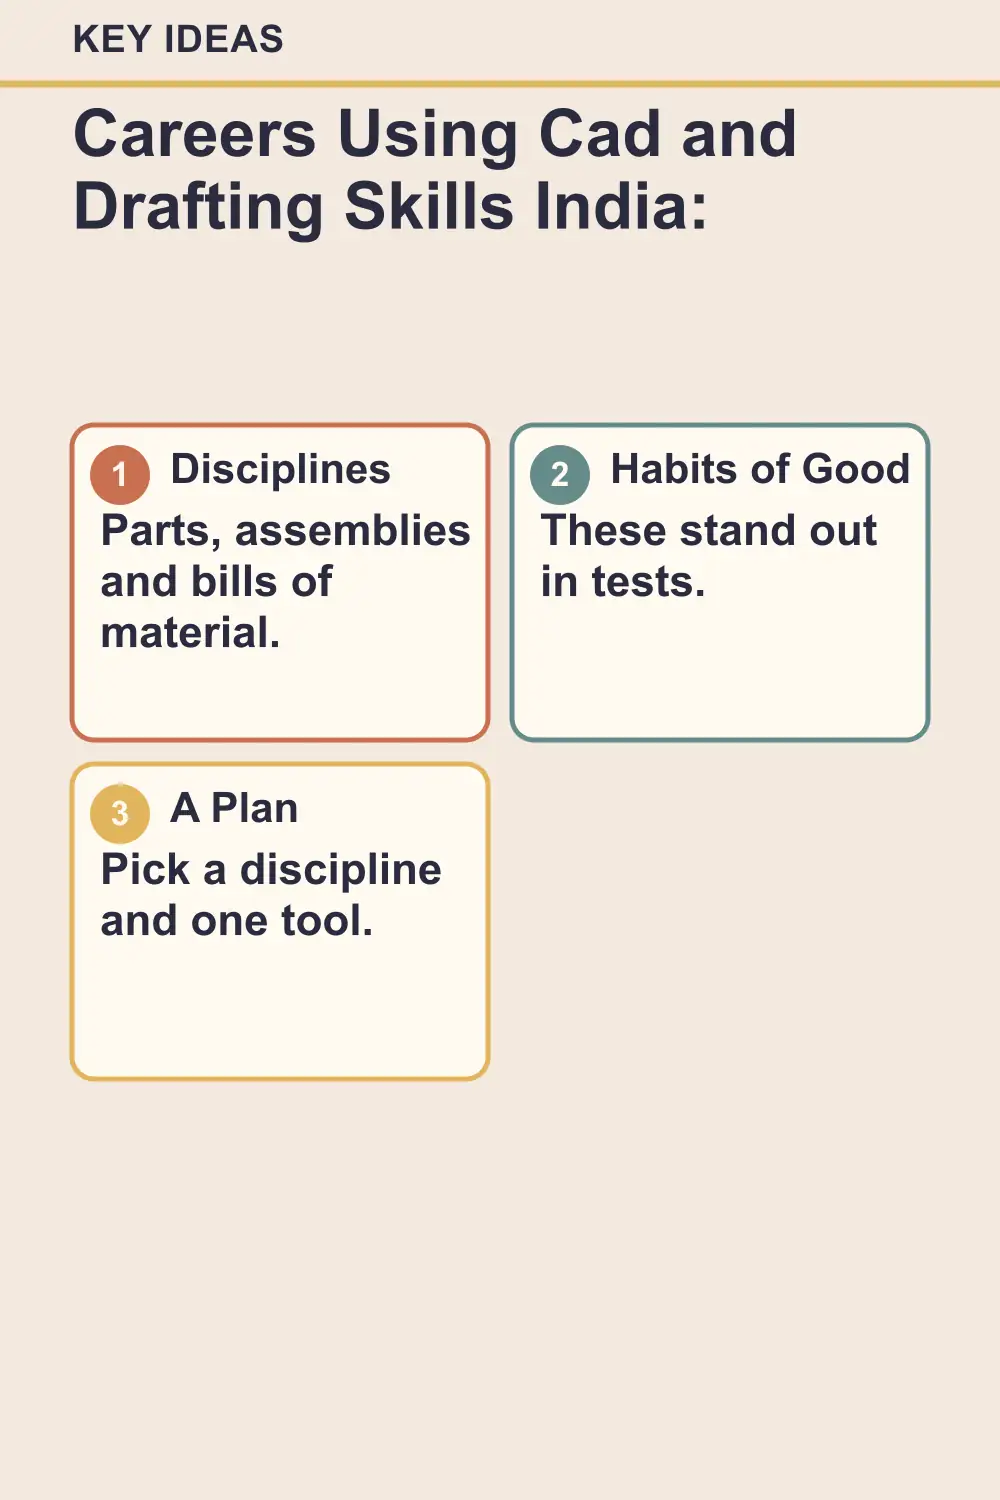 KEY IDEAS
Careers Using Cad and
Drafting Skills India:
1 Disciplines
Parts, assemblies
and bills of
material.
2 Habits of Good
These stand out
in tests.
3 A Plan
Pick a discipline
and one tool.